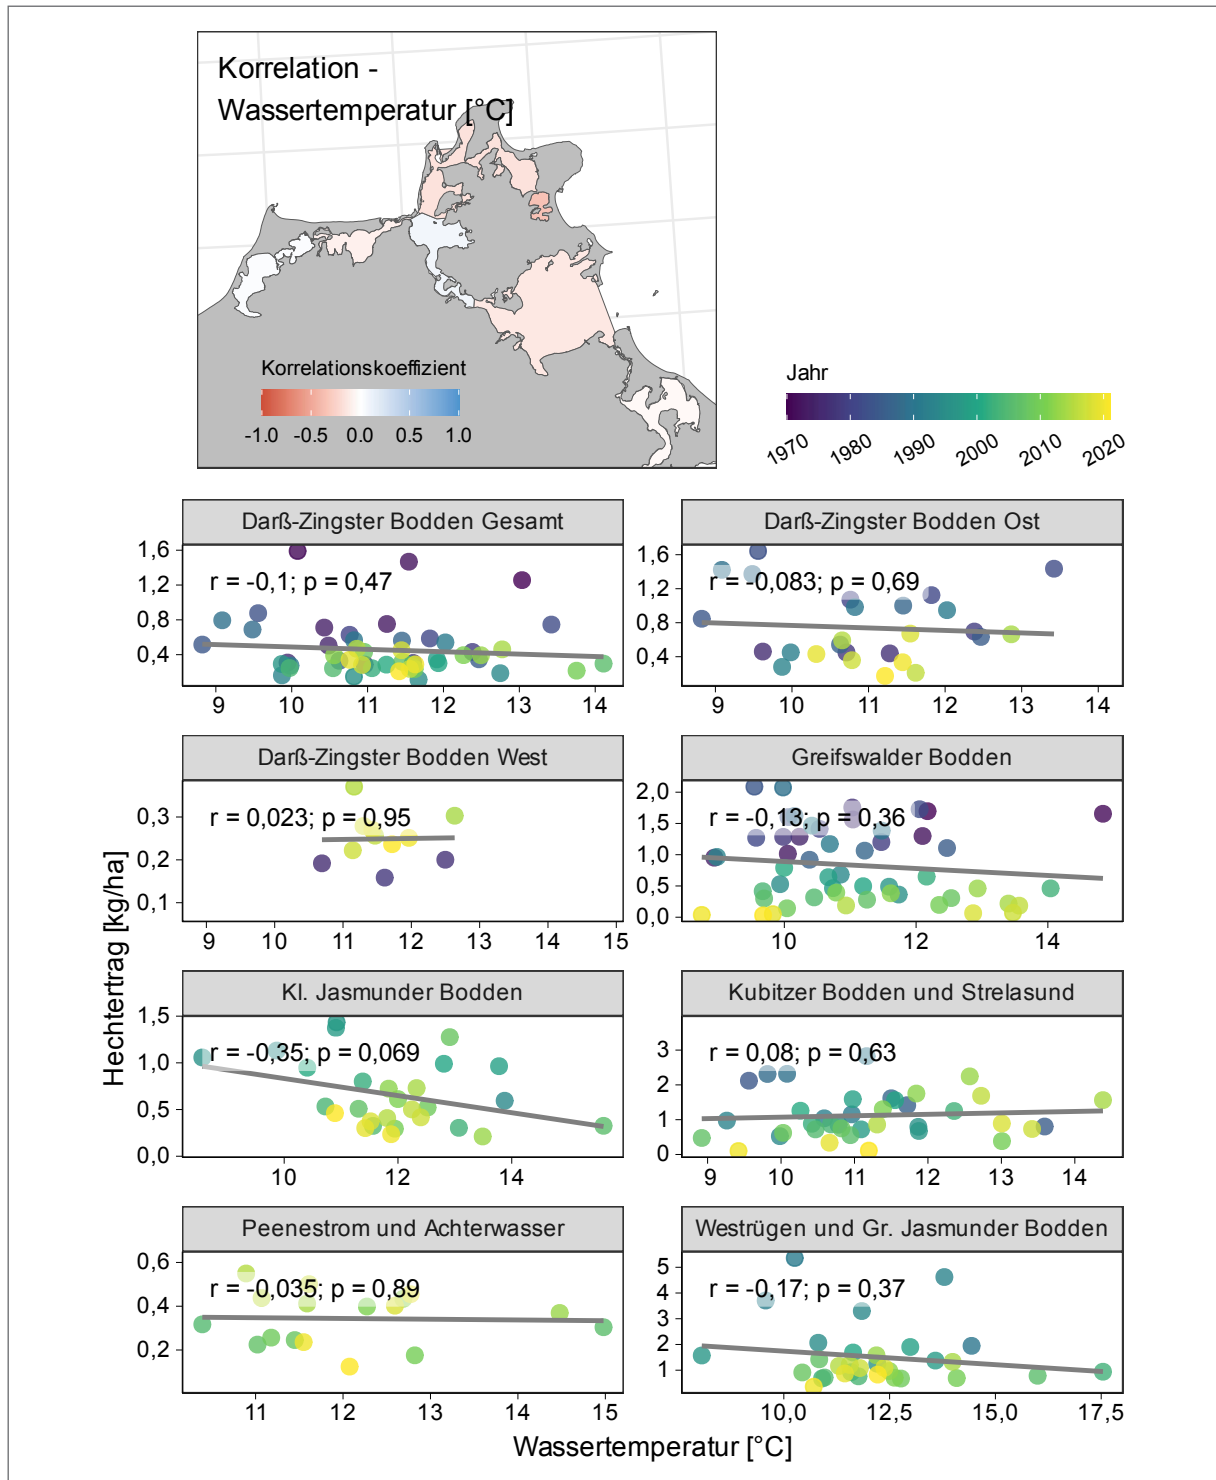 Korrelation -
Wassertemperatur [°C]
Korrelationskoeffizient
-1.0 -0.5 0.0 0.5 1.0
Jahr
1970 1980 1990 2000 2010 2020
Hechtertrag [kg/ha]
Darß-Zingster Bodden Gesamt
r = -0,1; p = 0,47
1,6
1,2
0,8
0,4
9 10 11 12 13 14
Darß-Zingster Bodden Ost
r = -0,083; p = 0,69
1,6
1,2
0,8
0,4
9 10 11 12 13 14
Darß-Zingster Bodden West
r = 0,023; p = 0,95
0,3
0,2
0,1
9 10 11 12 13 14 15
Greifswalder Bodden
r = -0,13; p = 0,36
2,0
1,5
1,0
0,5
0,0
10 12 14
Kl. Jasmunder Bodden
r = -0,35; p = 0,069
1,5
1,0
0,5
0,0
10 12 14
Kubitzer Bodden und Strelasund
r = 0,08; p = 0,63
3
2
1
0
9 10 11 12 13 14
Peenestrom und Achterwasser
r = -0,035; p = 0,89
0,6
0,4
0,2
11 12 13 14 15
Westrügen und Gr. Jasmunder Bodden
r = -0,17; p = 0,37
5
4
3
2
1
10,0 12,5 15,0 17,5
Wassertemperatur [°C]